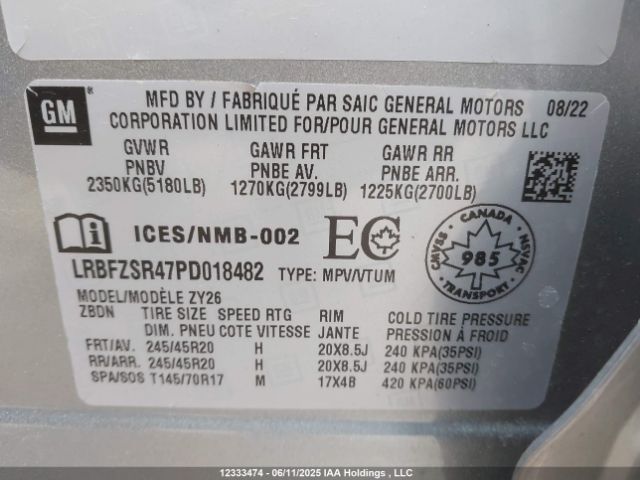 GM
®
MFD BY / FABRIQUÉ PAR SAIC GENERAL MOTORS 08/22
CORPORATION LIMITED FOR/POUR GENERAL MOTORS LLC
GVWR GAWR FRT GAWR RR
PNBV PNBE AV. PNBE ARR.
2350KG(5180LB) 1270KG(2799LB) 1225KG(2700LB)
i ICES/NMB-002 EC
CANADA
CMVSS 985 NSVAC
TRANSPORT
LRBFZSR47PD018482 TYPE: MPV/VTUM
MODEL/MODÈLE ZY26
ZBDN TIRE SIZE SPEED RTG RIM COLD TIRE PRESSURE
DIM. PNEU COTE VITESSE JANTE PRESSION À FROID
FRT/AV. 245/45R20 H 20X8.5J 240 KPA(35PSI)
RR/ARR. 245/45R20 H 20X8.5J 240 KPA(35PSI)
SPA/SOS T145/70R17 M 17X4B 420 KPA(60PSI)
12333474 - 06/11/2025 IAA Holdings , LLC